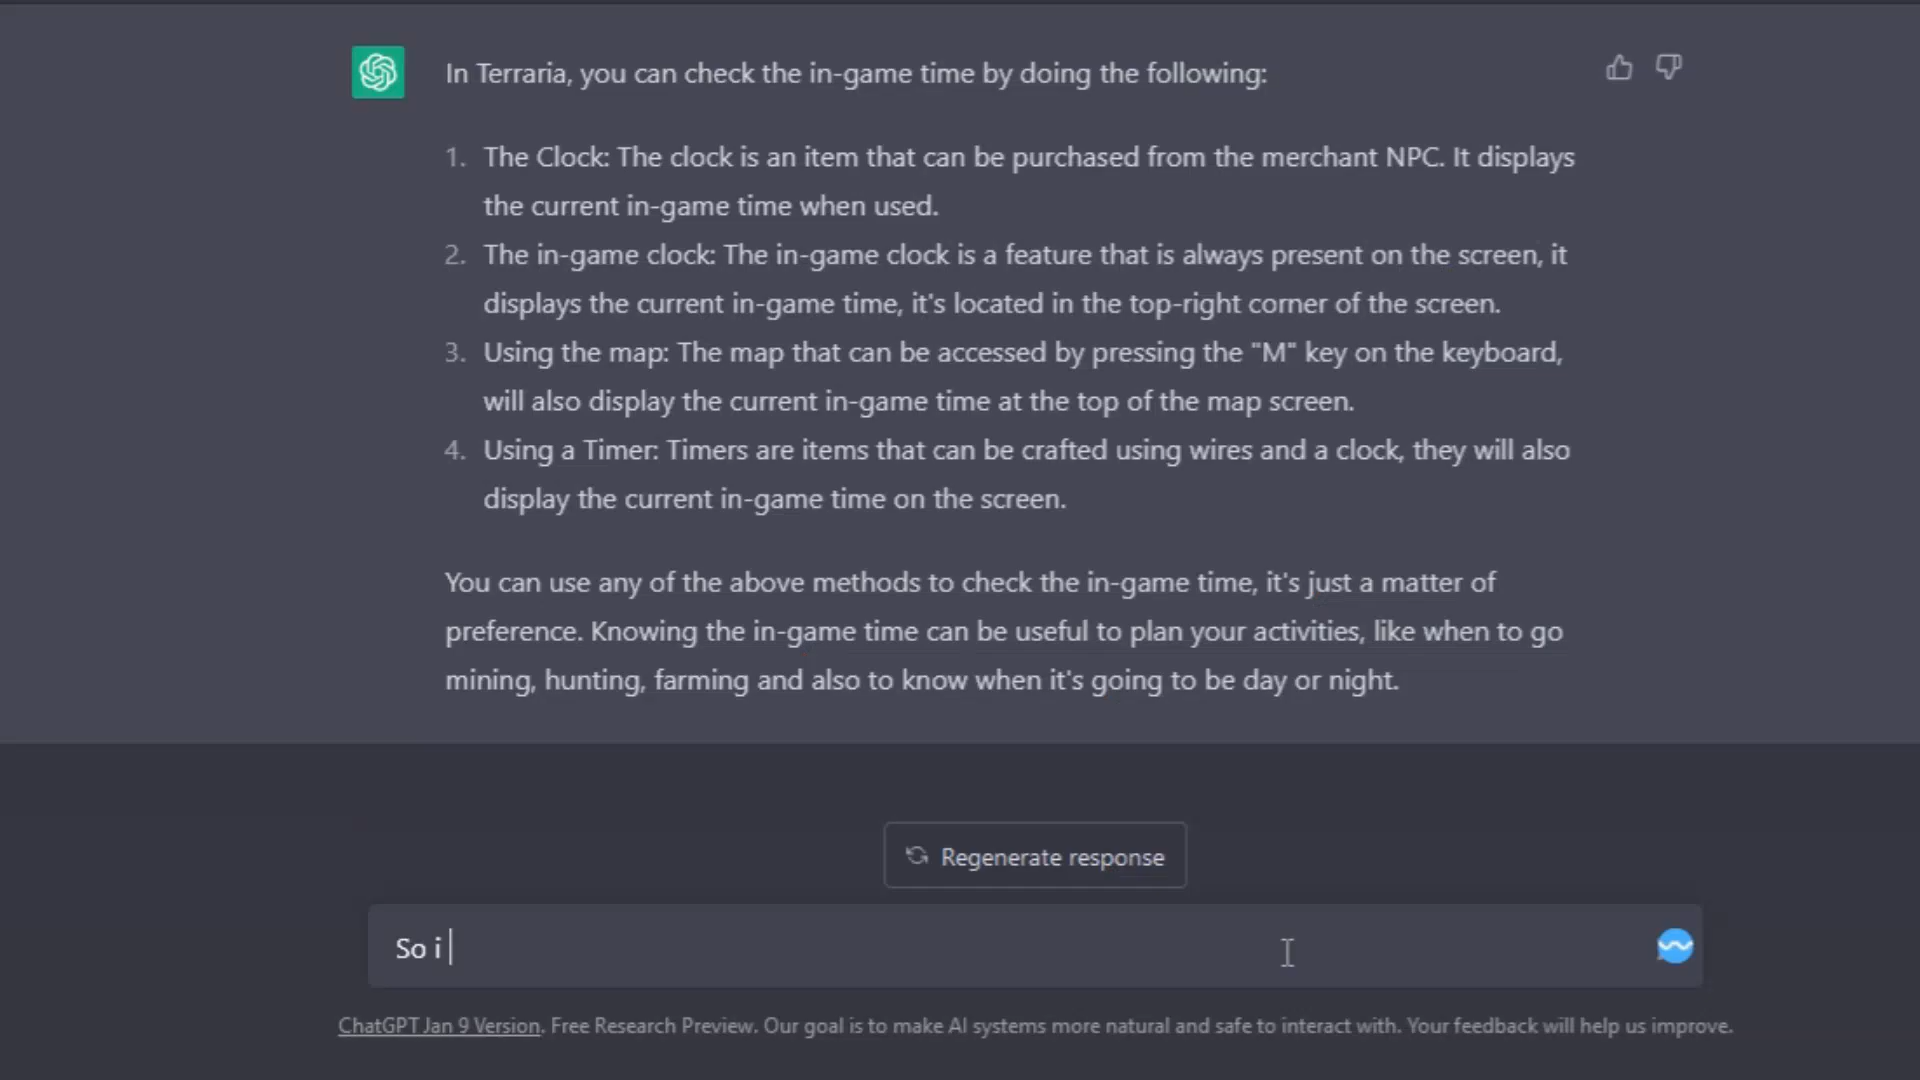 In Terraria, you can check the in-game time by doing the following:
1. The Clock: The clock is an item that can be purchased from the merchant NPC. It displays
the current in-game time when used.
2. The in-game clock: The in-game clock is a feature that is always present on the screen, it
displays the current in-game time, it's located in the top-right corner of the screen.
3. Using the map: The map that can be accessed by pressing the "M" key on the keyboard,
will also display the current in-game time at the top of the map screen.
4. Using a Timer: Timers are items that can be crafted using wires and a clock, they will also
display the current in-game time on the screen.
You can use any of the above methods to check the in-game time, it's just a matter of
preference. Knowing the in-game time can be useful to plan your activities, like when to go
mining, hunting, farming and also to know when it's going to be day or night.
Regenerate response
So i
ChatGPT Jan 9 Version. Free Research Preview. Our goal is to make AI systems more natural and safe to interact with. Your feedback will help us improve.